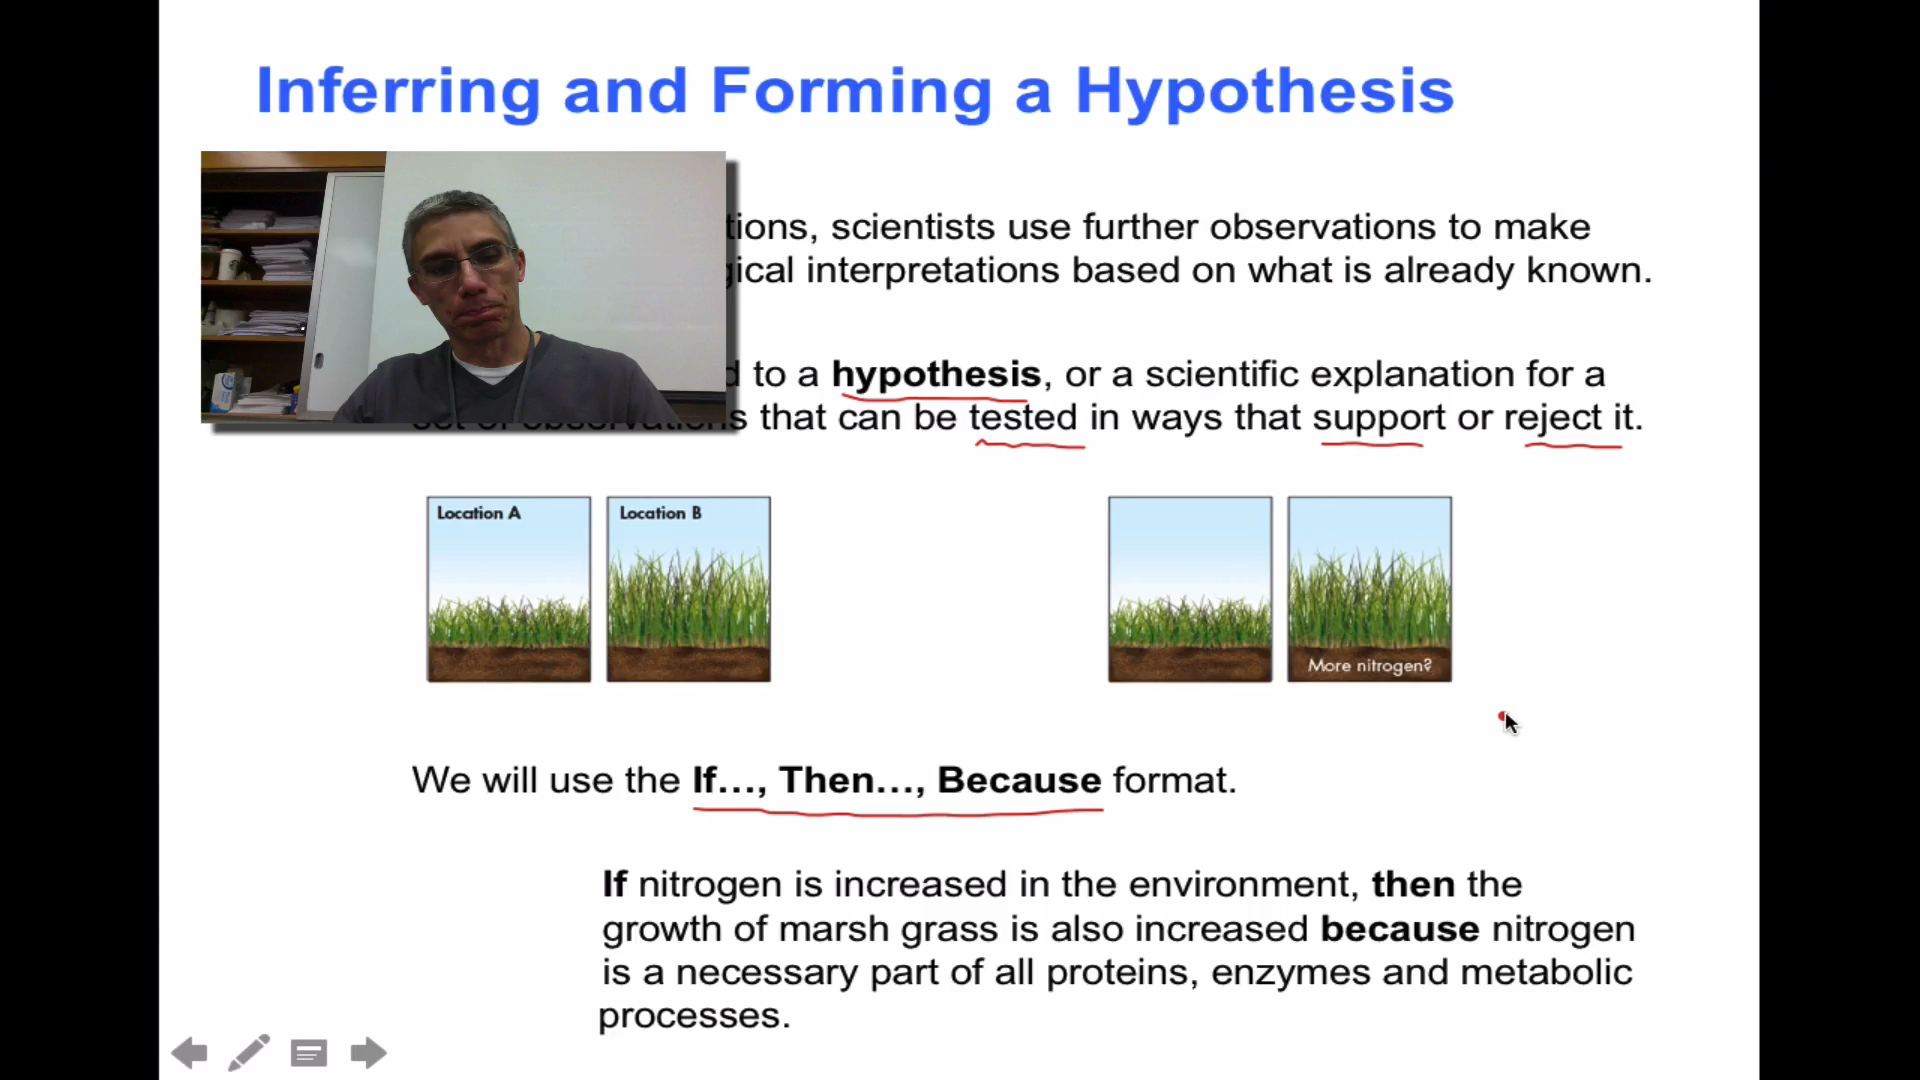 Inferring and Forming a Hypothesis
scientists use further observations to make
interpretations based on what is already known.
to a hypothesis, or a scientific explanation for a
set of observations that can be tested in ways that support or reject it.
Location A
Location B
More nitrogen?
We will use the If…, Then…, Because format.
If nitrogen is increased in the environment, then the
growth of marsh grass is also increased because nitrogen
is a necessary part of all proteins, enzymes and metabolic
processes.